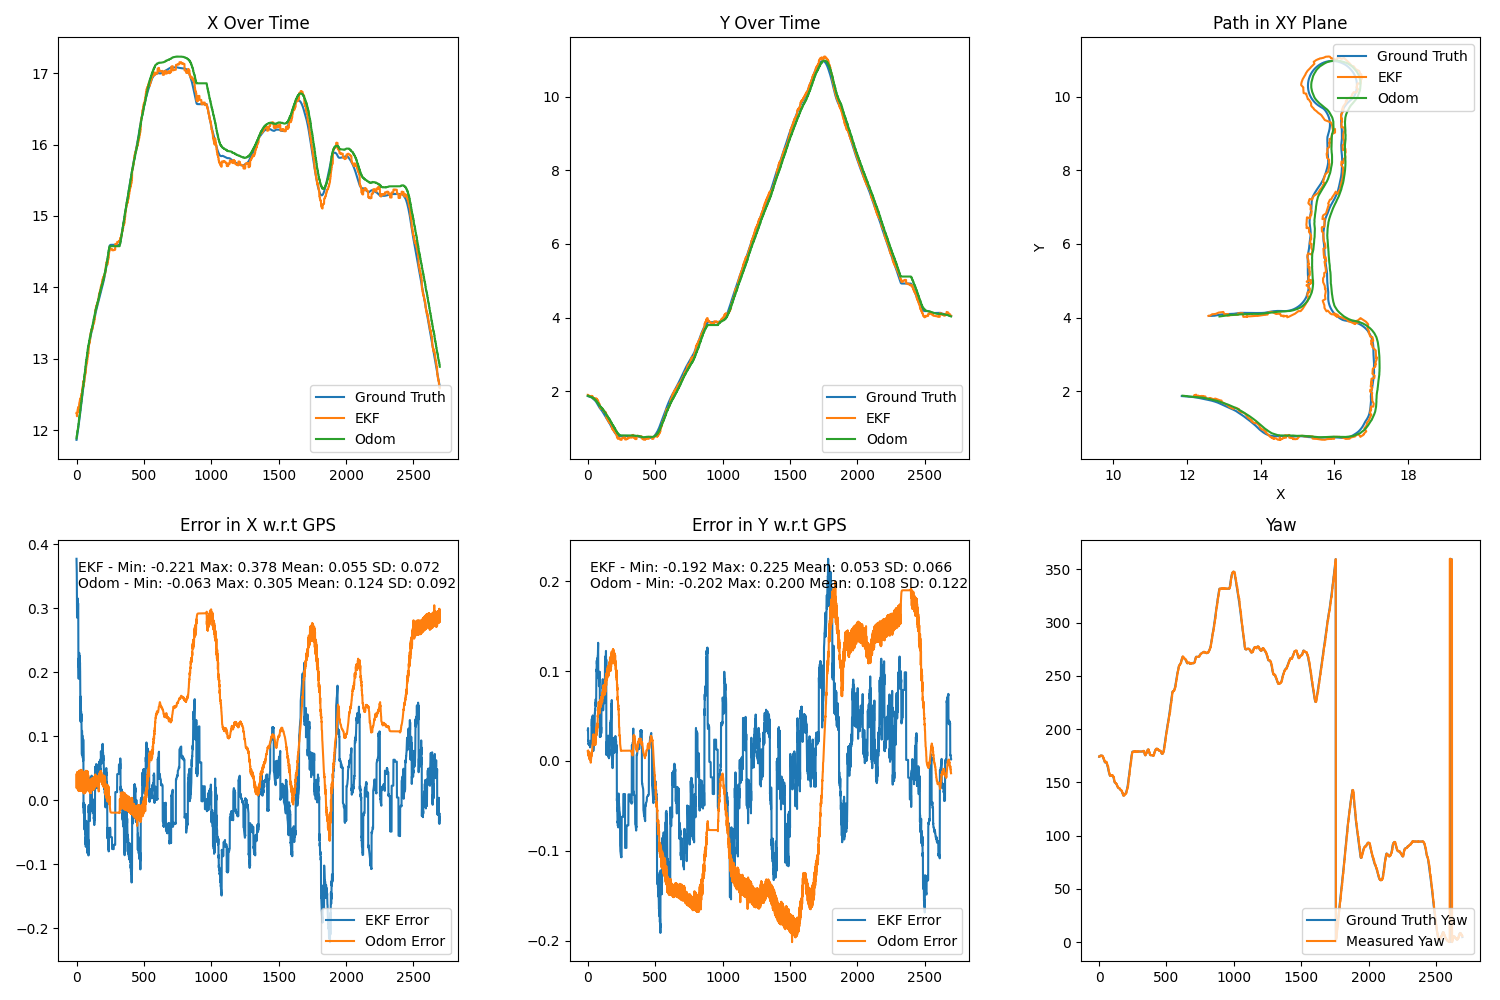 X Over Time
17
16
15
14
13
12
0 500 1000 1500 2000 2500
Ground Truth
EKF
Odom
Y Over Time
10
8
6
4
2
0 500 1000 1500 2000 2500
Ground Truth
EKF
Odom
Path in XY Plane
Y
10
8
6
4
2
10 12 14 16 18
X
Ground Truth
EKF
Odom
Error in X w.r.t GPS
EKF - Min: -0.221 Max: 0.378 Mean: 0.055 SD: 0.072
Odom - Min: -0.063 Max: 0.305 Mean: 0.124 SD: 0.092
0.4
0.3
0.2
0.1
0.0
−0.1
−0.2
0 500 1000 1500 2000 2500
EKF Error
Odom Error
Error in Y w.r.t GPS
EKF - Min: -0.192 Max: 0.225 Mean: 0.053 SD: 0.066
Odom - Min: -0.202 Max: 0.200 Mean: 0.108 SD: 0.122
0.2
0.1
0.0
−0.1
−0.2
0 500 1000 1500 2000 2500
EKF Error
Odom Error
Yaw
350
300
250
200
150
100
50
0
0 500 1000 1500 2000 2500
Ground Truth Yaw
Measured Yaw